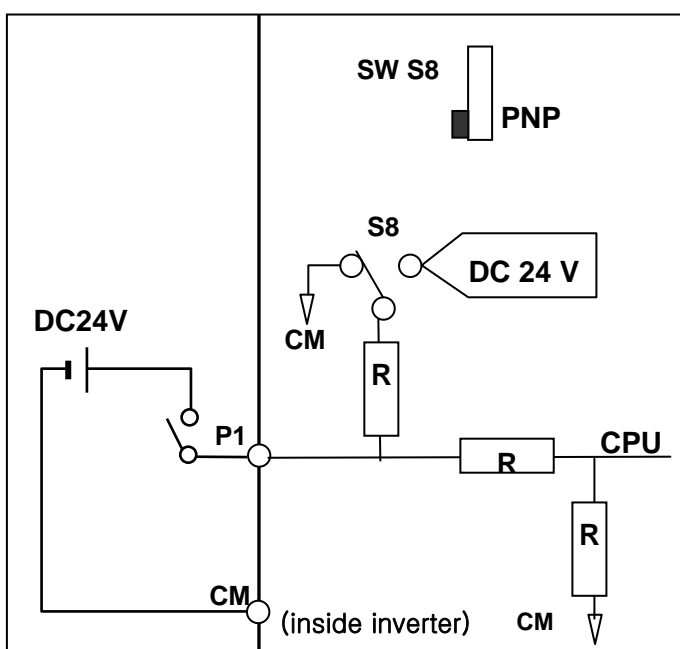 SW S8
PNP
S8
DC 24 V
CM
DC24V
R
P1
R
CPU
R
CM
(inside inverter)
CM